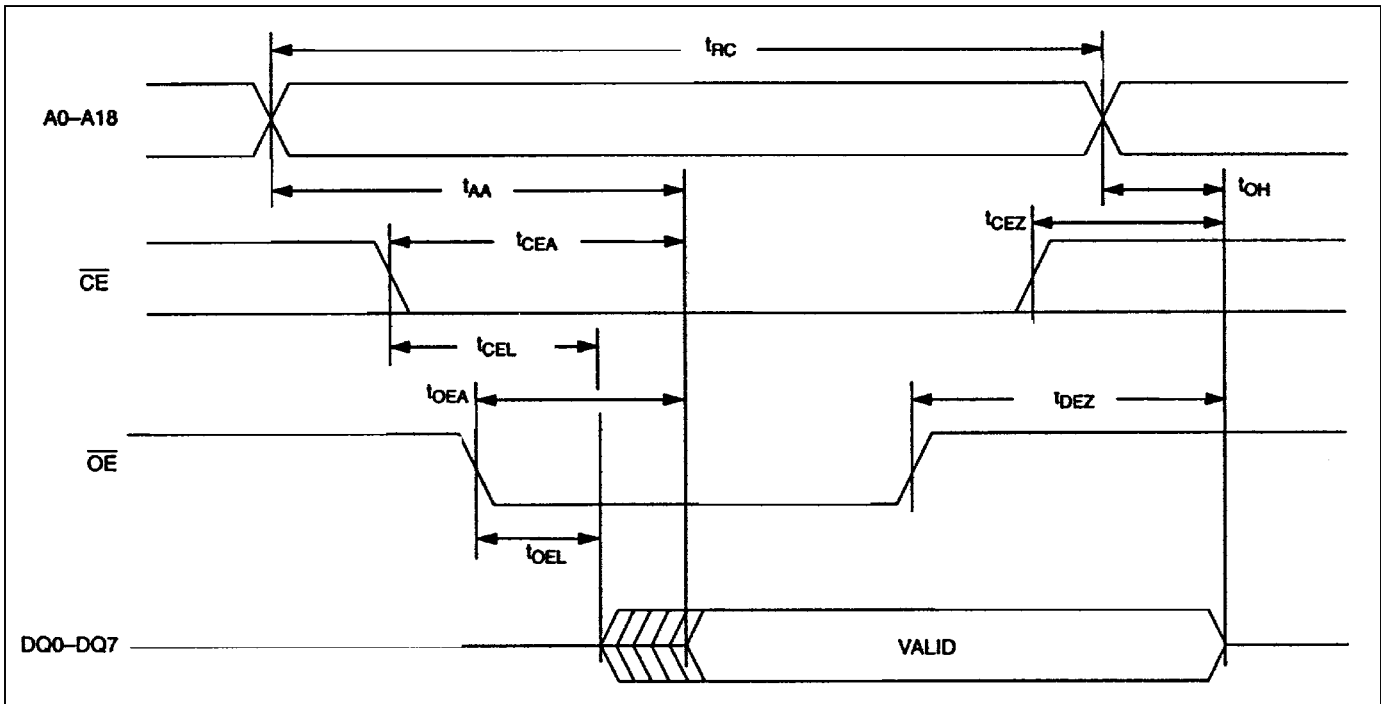 tRC
A0–A18
tAA
tOH
tCEZ
tCEA
CE
tCEL
tOEA
tDEZ
OE
tOEL
DQ0–DQ7
VALID